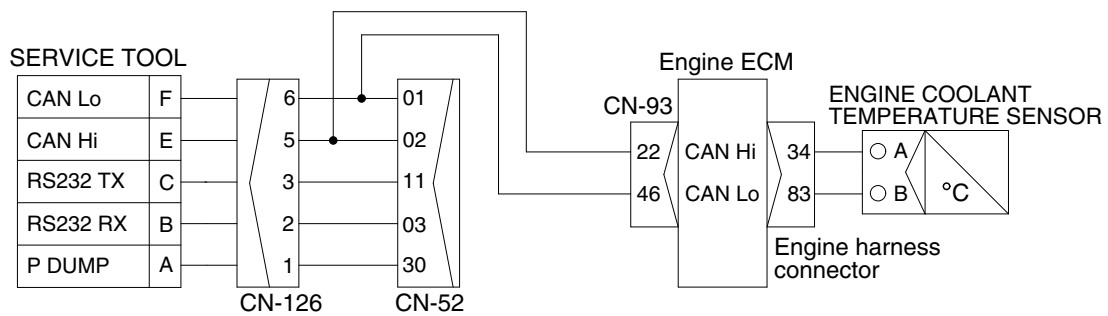 SERVICE TOOL
CAN Lo F 6 01
CAN Hi E 5 02
RS232 TX C 3 11
RS232 RX B 2 03
P DUMP A 1 30
CN-126 CN-52
Engine ECM
CN-93
22 CAN Hi 34
46 CAN Lo 83
Engine harness
connector
ENGINE COOLANT
TEMPERATURE SENSOR
A
B °C